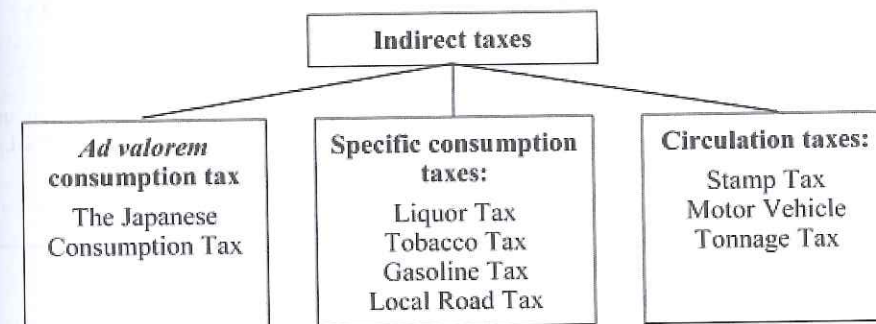 Indirect taxes
Ad valorem
consumption tax
The Japanese
Consumption Tax
Specific consumption
taxes:
Liquor Tax
Tobacco Tax
Gasoline Tax
Local Road Tax
Circulation taxes:
Stamp Tax
Motor Vehicle
Tonnage Tax